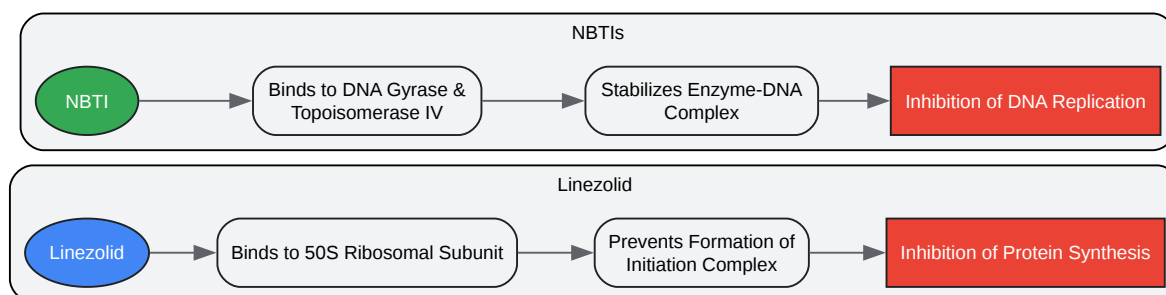 NBTIs
NBTI
Binds to DNA Gyrase &
Topoisomerase IV
Stabilizes Enzyme-DNA
Complex
Inhibition of DNA Replication
Linezolid
Linezolid
Binds to 50S Ribosomal Subunit
Prevents Formation of
Initiation Complex
Inhibition of Protein Synthesis